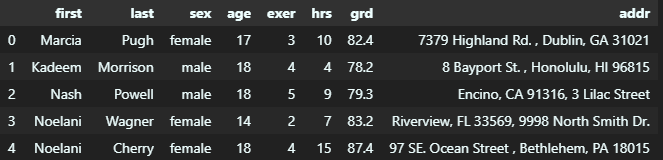 first last sex age exer hrs grd addr
0 Marcia Pugh female 17 3 10 82.4 7379 Highland Rd. , Dublin, GA 31021
1 Kadeem Morrison male 18 4 4 78.2 8 Bayport St. , Honolulu, HI 96815
2 Nash Powell male 18 5 9 79.3 Encino, CA 91316, 3 Lilac Street
3 Noelani Wagner female 14 2 7 83.2 Riverview, FL 33569, 9998 North Smith Dr.
4 Noelani Cherry female 18 4 15 87.4 97 SE. Ocean Street , Bethlehem, PA 18015